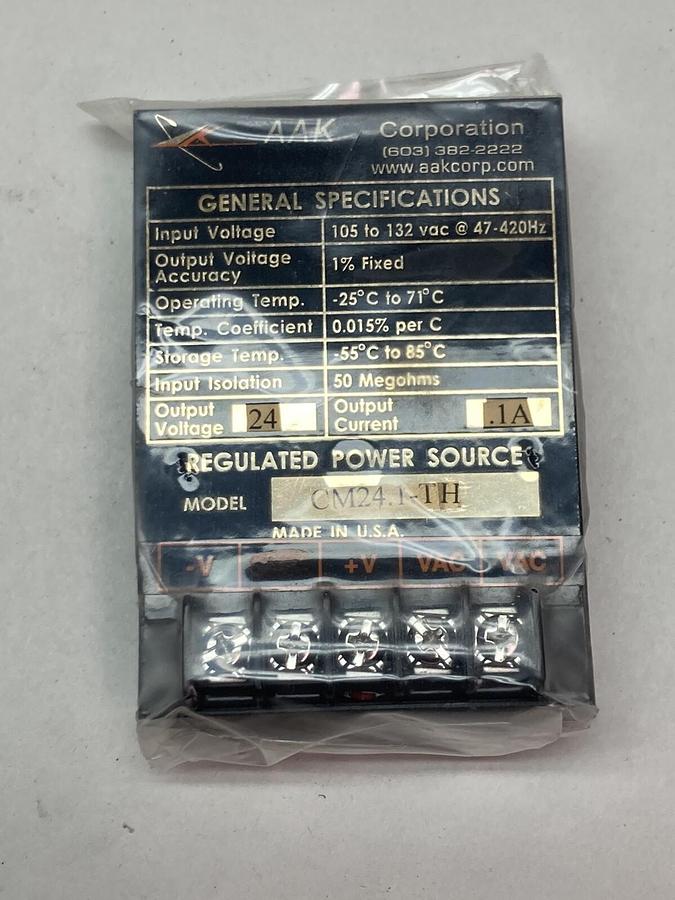 AAK Corporation
(603) 382-2222
www.aakcorp.com
GENERAL SPECIFICATIONS
Input Voltage 105 to 132 vac @ 47-420Hz
Output Voltage
Accuracy 1% Fixed
Operating Temp. -25°C to 71°C
Temp. Coefficient 0.015% per C
Storage Temp. -55°C to 85°C
Input Isolation 50 Megohms
Output
Voltage 24
Output
Current .1A
REGULATED POWER SOURCE
MODEL CM24.1-TH
MADE IN U.S.A.
-V +V VAC VAC